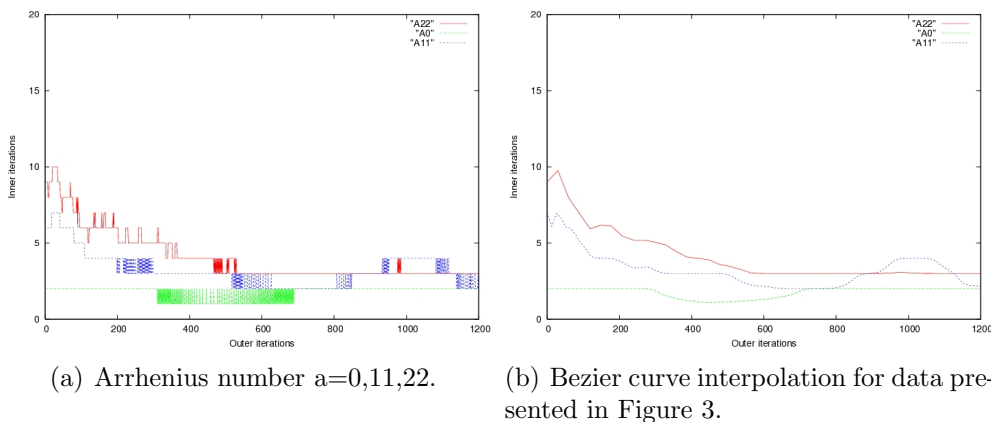 20
15
10
5
0
0
200
400
600
800
1000
1200
Inner iterations
Outer iterations
"A22"
"A0"
"A11"
20
15
10
5
0
0
200
400
600
800
1000
1200
Inner iterations
Outer iterations
"A22"
"A0"
"A11"
(a) Arrhenius number a=0,11,22.
(b) Bezier curve interpolation for data pre-
sented in Figure 3.